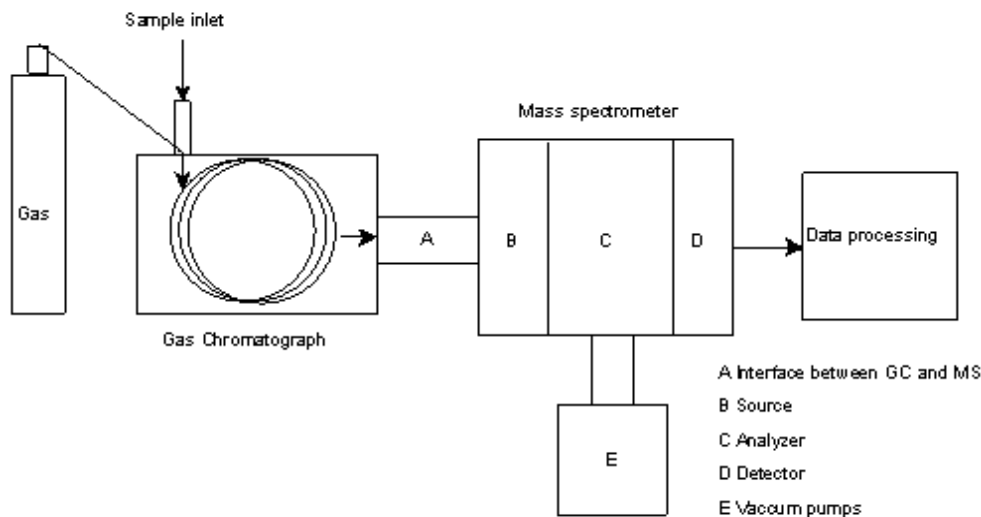 Sample inlet
Mass spectrometer
Gas
A
B
C
D
Data processing
Gas Chromatograph
E
A Interface between GC and MS
B Source
C Analyzer
D Detector
E Vaccum pumps